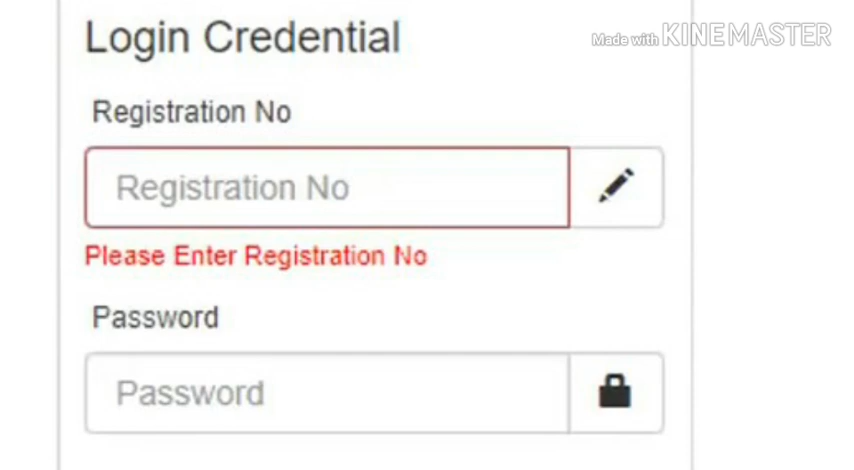 Login Credential
Made with KINEMASTER
Registration No
Registration No
Please Enter Registration No
Password
Password